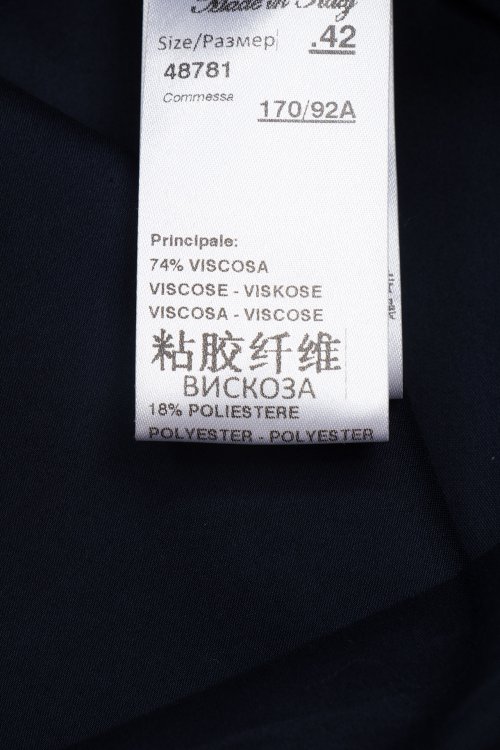 Made in Italy
Size/Размер .42
48781
Commessa
170/92A
Principale:
74% VISCOSA
VISCOSE - VISKOSE
VISCOSA - VISCOSE
粘胶纤维
ВИСКОЗА
18% POLIESTERE
POLYESTER - POLYESTER